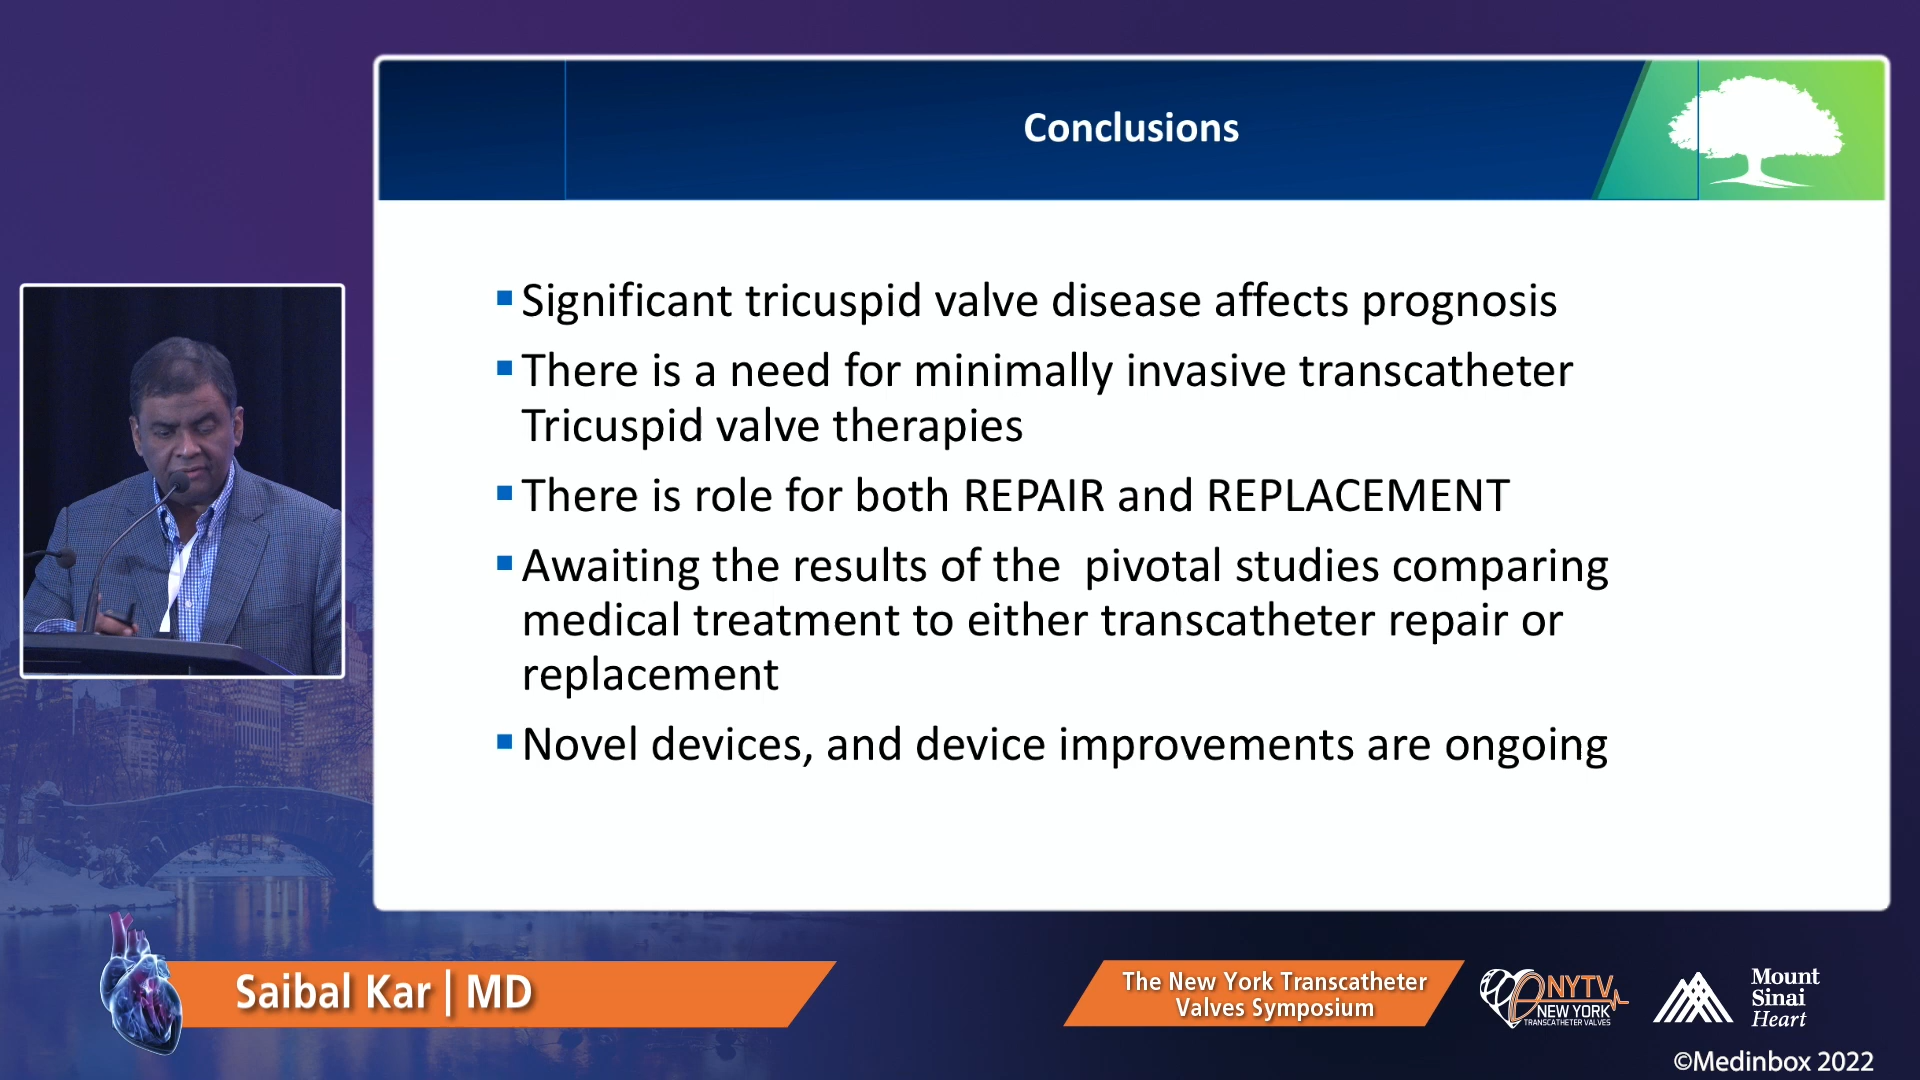 Conclusions
▪Significant tricuspid valve disease affects prognosis
▪There is a need for minimally invasive transcatheter
Tricuspid valve therapies
▪There is role for both REPAIR and REPLACEMENT
▪Awaiting the results of the  pivotal studies comparing
medical treatment to either transcatheter repair or
replacement
▪Novel devices, and device improvements are ongoing
Saibal Kar | MD
The New York Transcatheter
Valves Symposium
NYTV
NEW YORK
TRANSCATHETER VALVES
Mount
Sinai
Heart
©Medinbox 2022